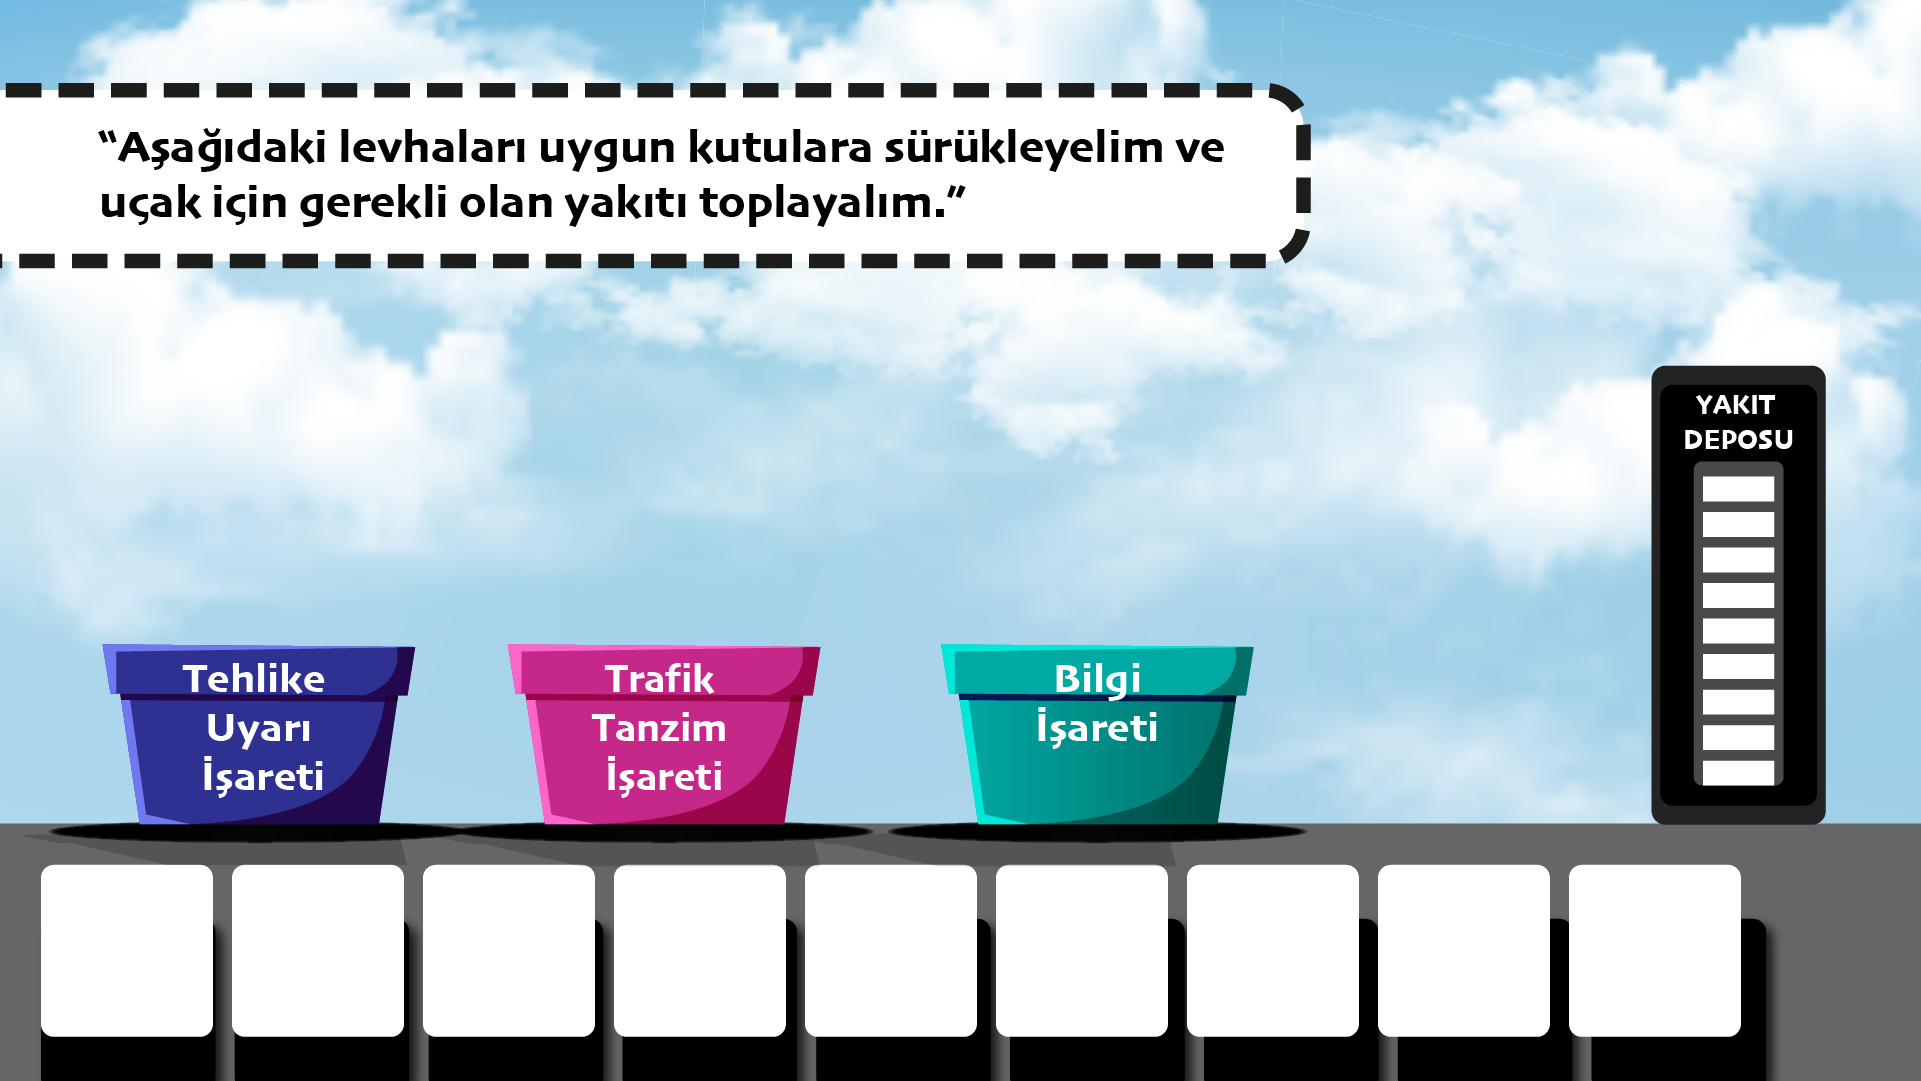 “Aşağıdaki levhaları uygun kutulara sürükleyelim ve
uçak için gerekli olan yakıtı toplayalım.”
YAKIT
DEPOSU
Tehlike
Uyarı
İşareti
Trafik
Tanzim
İşareti
Bilgi
İşareti